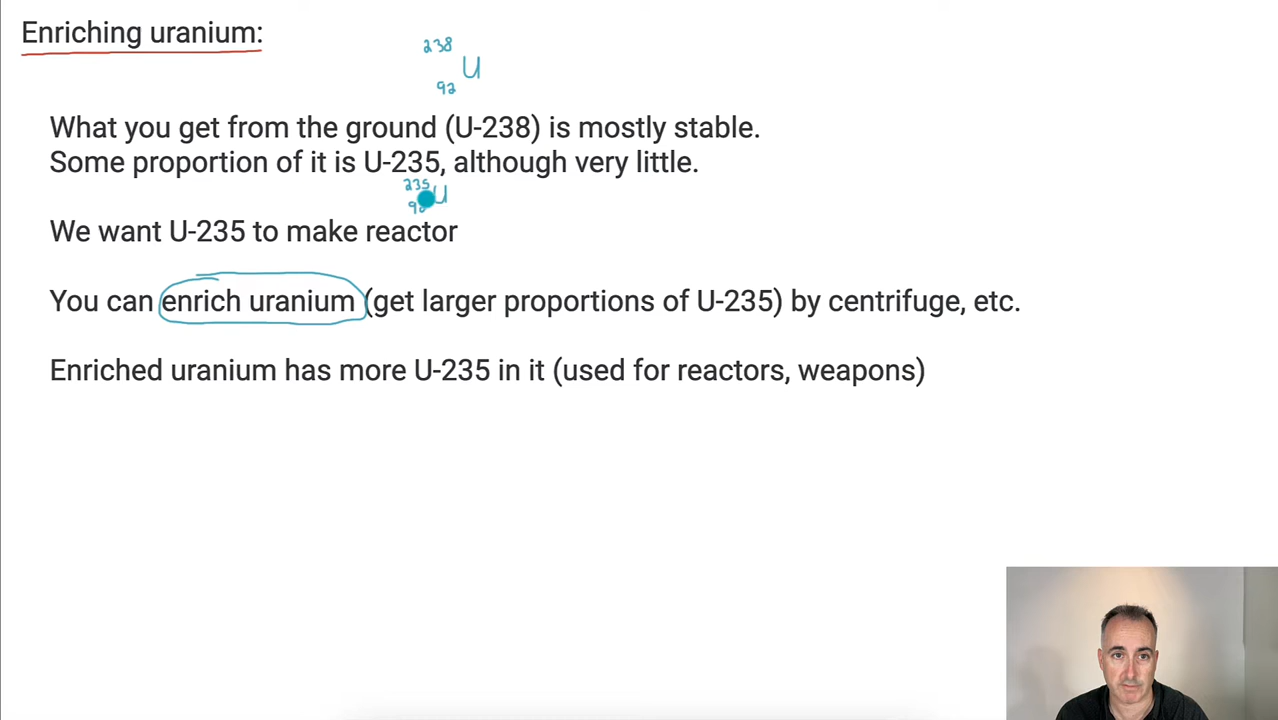 Enriching uranium:
238
U
92
What you get from the ground (U-238) is mostly stable.
Some proportion of it is U-235, although very little.
235
U
We want U-235 to make reactor
You can enrich uranium (get larger proportions of U-235) by centrifuge, etc.
Enriched uranium has more U-235 in it (used for reactors, weapons)